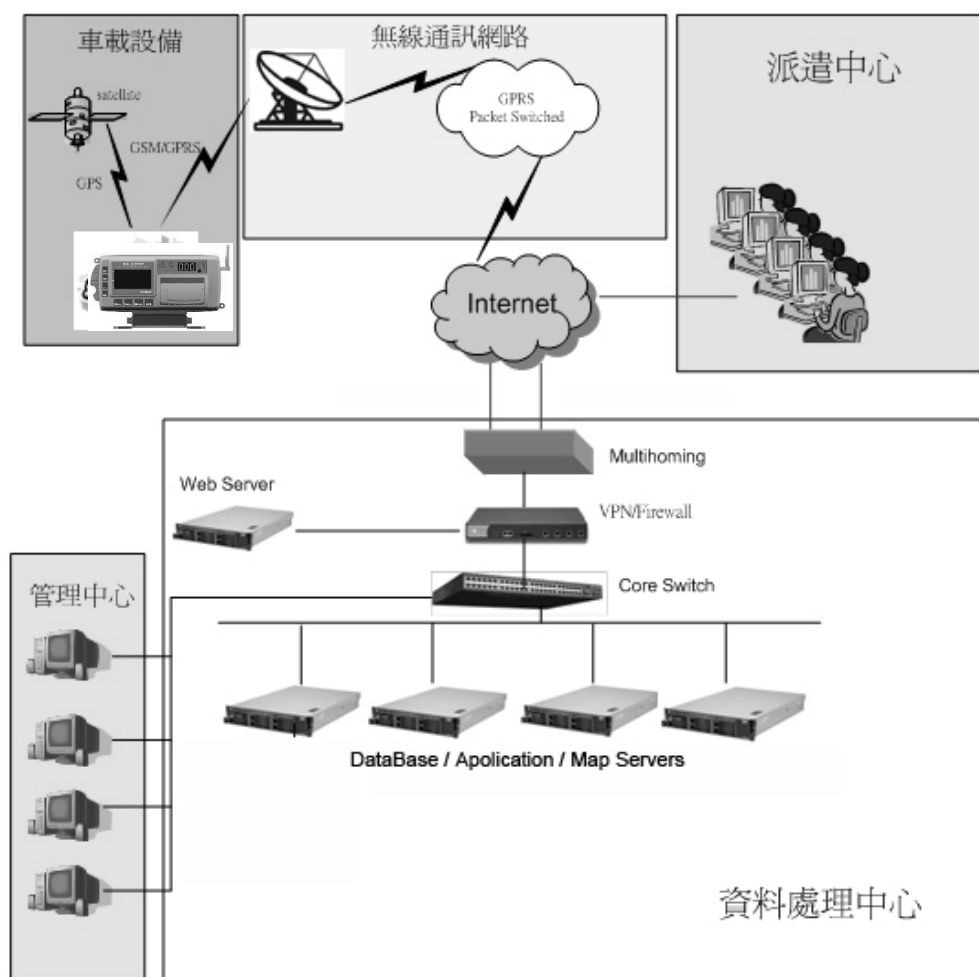 車載設備
satellite
GSM/GPRS
GPS
無線通訊網路
GPRS
Packet Switched
派遣中心
Internet
Multihoming
Web Server
VPN/Firewall
Core Switch
管理中心
DataBase / Apolication / Map Servers
資料處理中心